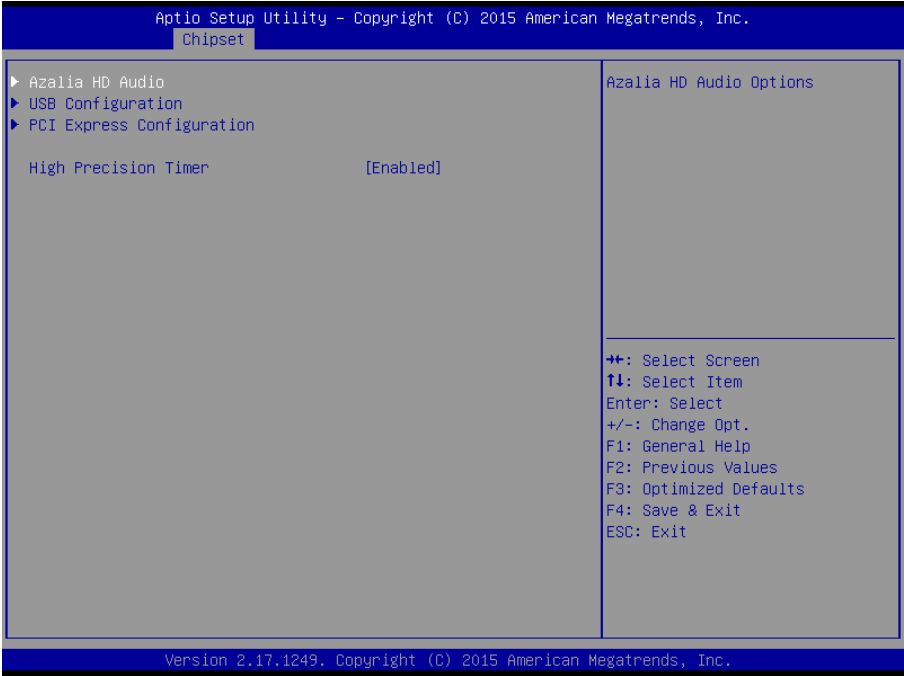 Aptio Setup Utility – Copyright (C) 2015 American Megatrends, Inc.
Chipset
▶ Azalia HD Audio
▶ USB Configuration
▶ PCI Express Configuration
High Precision Timer [Enabled]
Azalia HD Audio Options
→←: Select Screen
↑↓: Select Item
Enter: Select
+/-: Change Opt.
F1: General Help
F2: Previous Values
F3: Optimized Defaults
F4: Save & Exit
ESC: Exit
Version 2.17.1249. Copyright (C) 2015 American Megatrends, Inc.